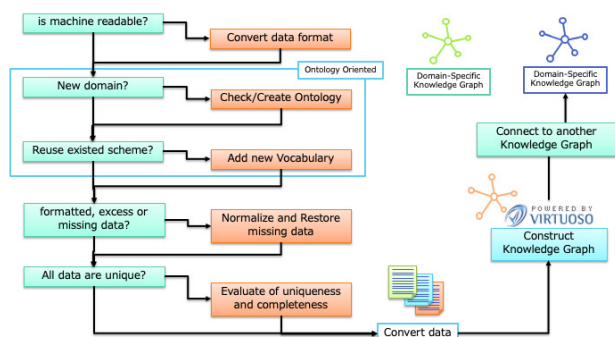 is machine readable?
Convert data format
Ontology Oriented
New domain?
Check/Create Ontology
Reuse existed scheme?
Add new Vocabulary
formatted, excess or
missing data?
Normalize and Restore
missing data
All data are unique?
Evaluate of uniqueness
and completeness
Convert data
Construct
Knowledge Graph
POWERED BY
VIRTUOSO
Connect to another
Knowledge Graph
Domain-Specific
Knowledge Graph
Domain-Specific
Knowledge Graph